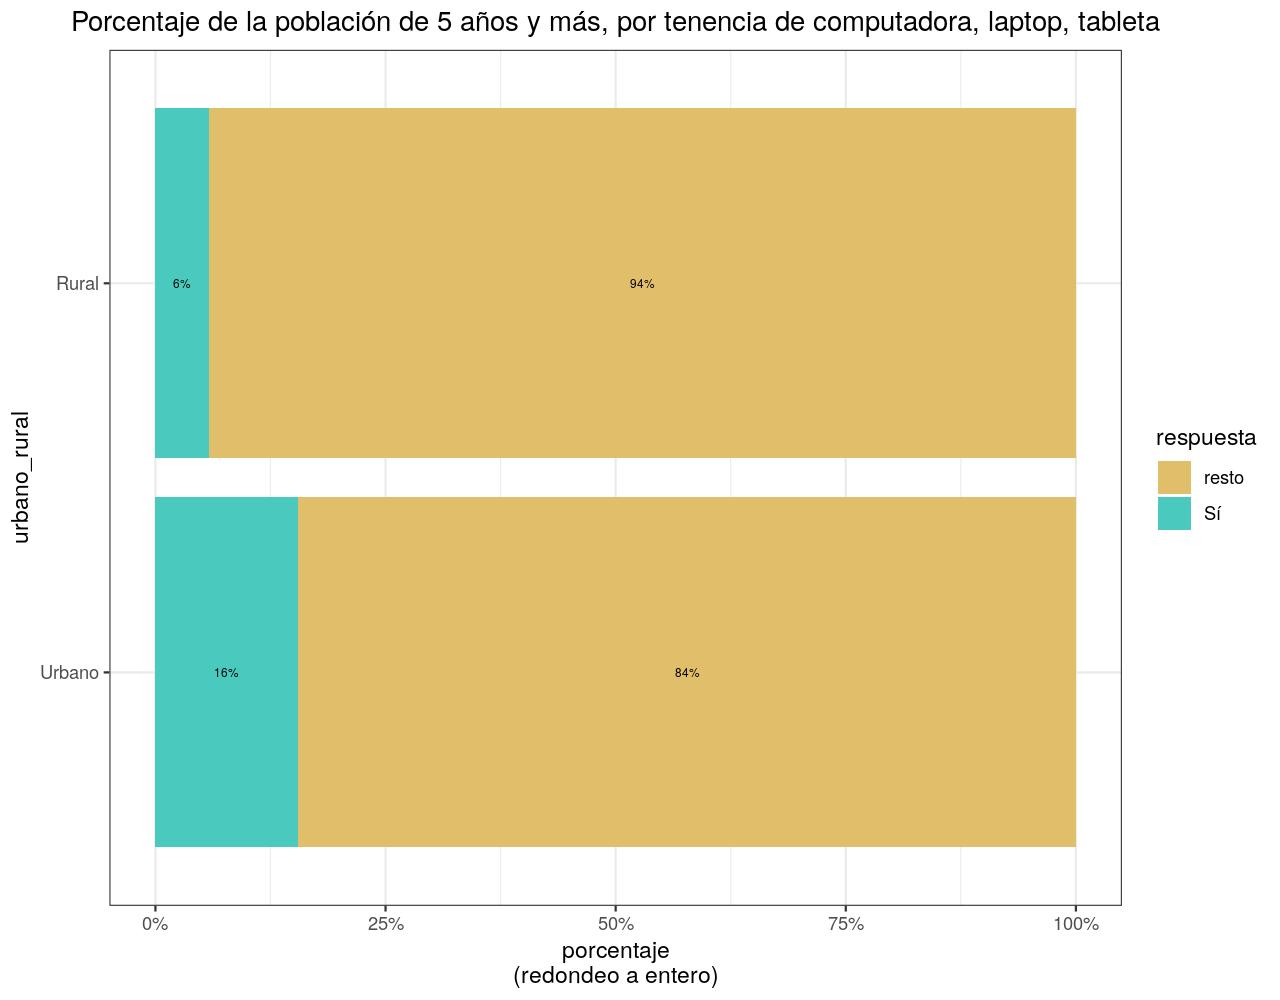 Porcentaje de la población de 5 años y más, por tenencia de computadora, laptop, tableta
urbano_rural
Rural
6%
94%
Urbano
16%
84%
0%
25%
50%
75%
100%
porcentaje
(redondeo a entero)
respuesta
resto
Sí